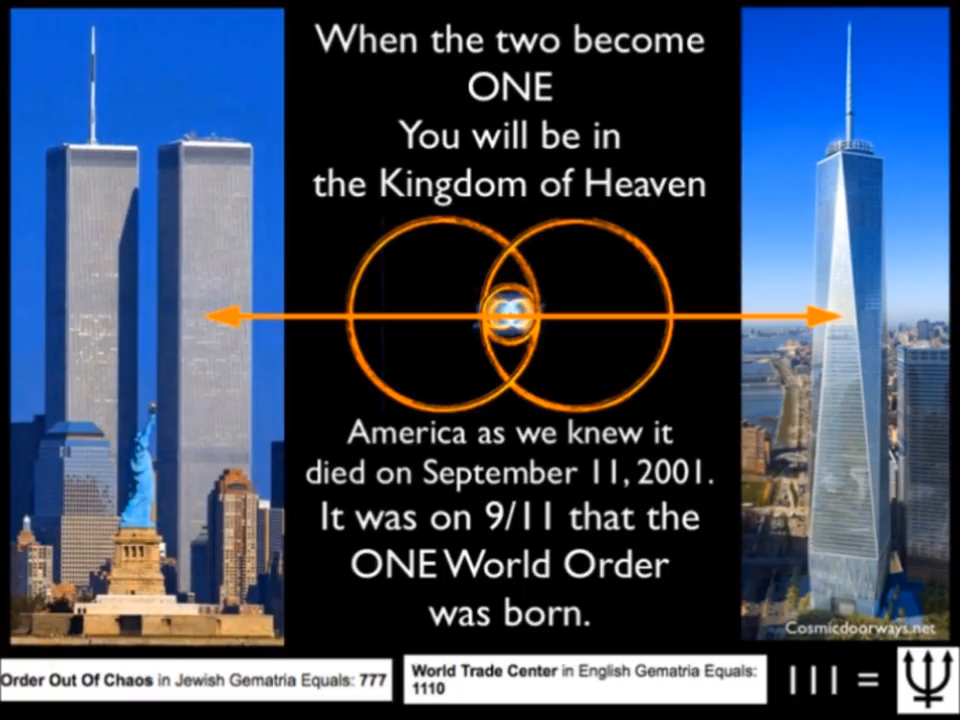 When the two become
ONE
You will be in
the Kingdom of Heaven
America as we knew it
died on September 11, 2001.
It was on 9/11 that the
ONE World Order
was born.
Cosmicdoorways.net
Order Out Of Chaos in Jewish Gematria Equals: 777
World Trade Center in English Gematria Equals:
1110
111 =